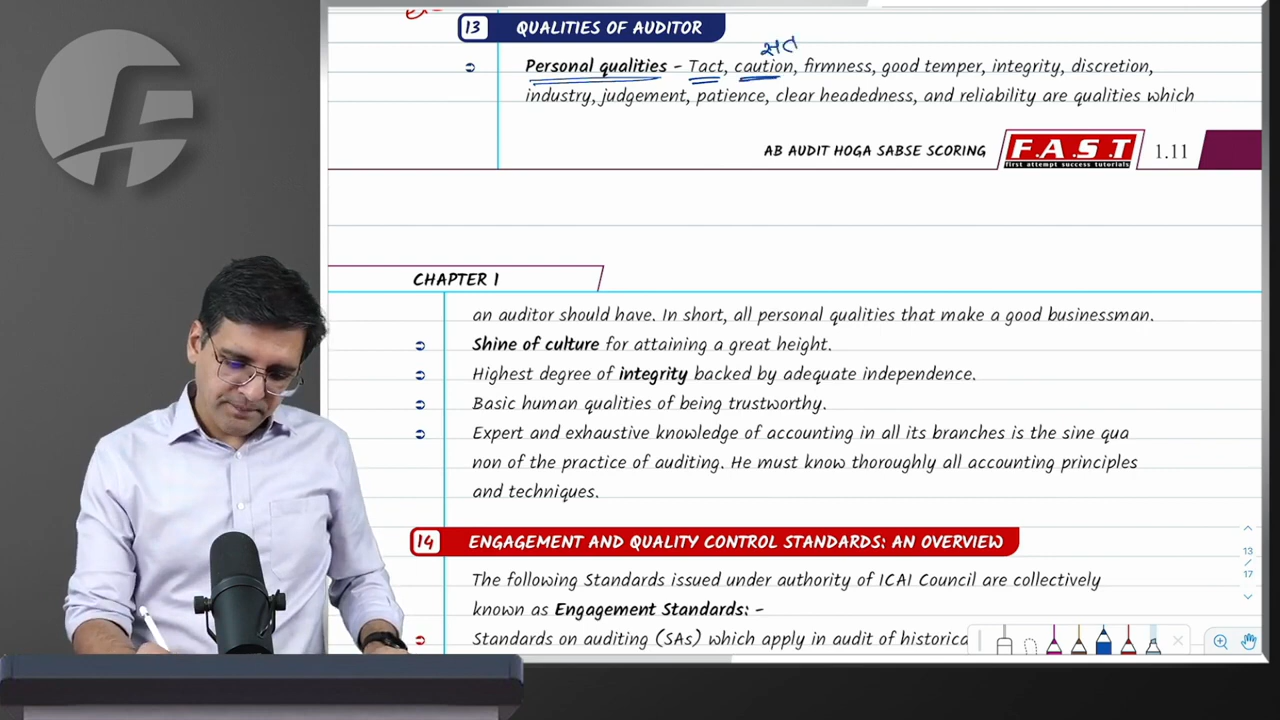 13 QUALITIES OF AUDITOR
Personal qualities - Tact, caution, firmness, good temper, integrity, discretion,
industry, judgement, patience, clear headedness, and reliability are qualities which
AB AUDIT HOGA SABSE SCORING F.A.S.T 1.11
first attempt success tutorials
CHAPTER 1
an auditor should have. In short, all personal qualities that make a good businessman.
Shine of culture for attaining a great height.
Highest degree of integrity backed by adequate independence.
Basic human qualities of being trustworthy.
Expert and exhaustive knowledge of accounting in all its branches is the sine qua
non of the practice of auditing. He must know thoroughly all accounting principles
and techniques.
14 ENGAGEMENT AND QUALITY CONTROL STANDARDS: AN OVERVIEW
The following Standards issued under authority of ICAI Council are collectively
known as Engagement Standards: -
Standards on auditing (SAs) which apply in audit of historica
13
/
17